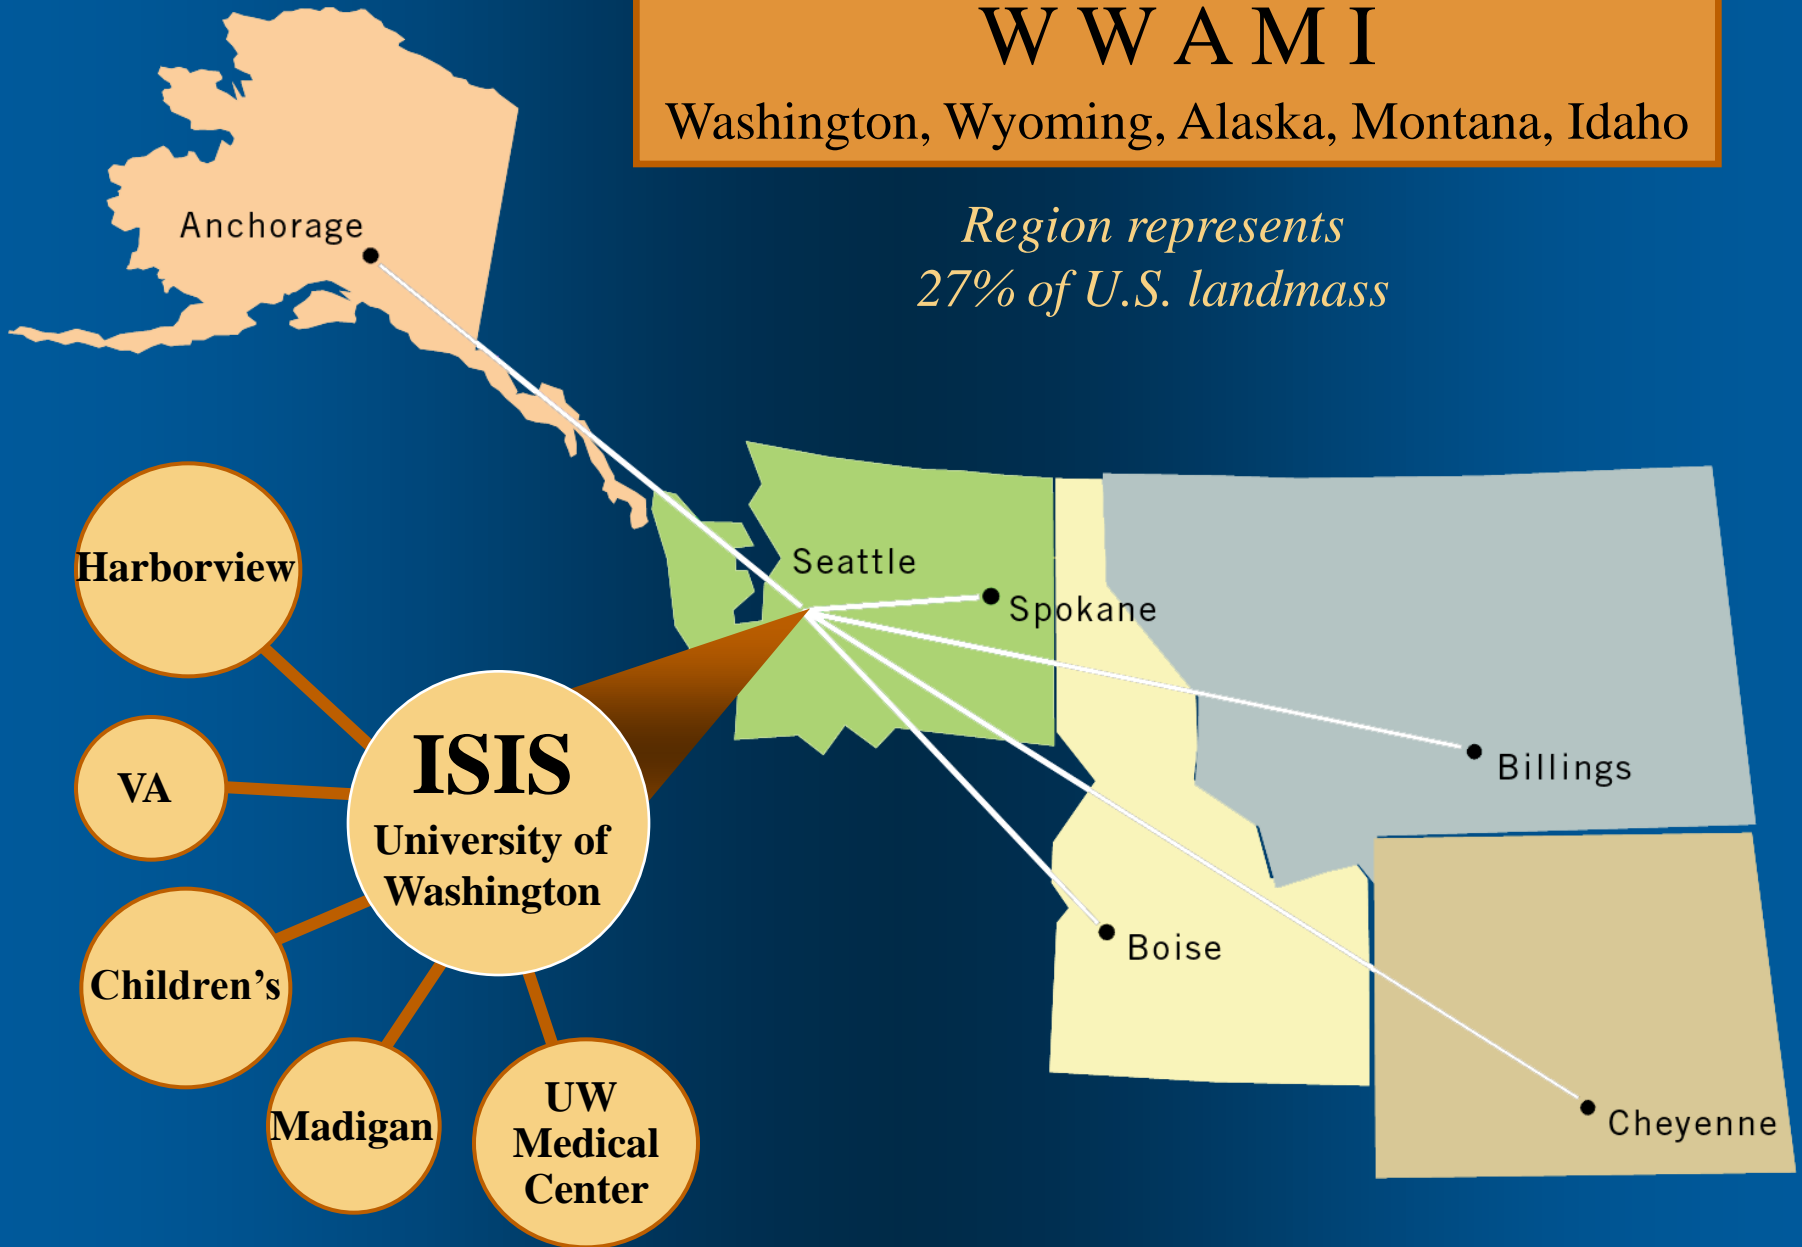 W W A M I
Washington, Wyoming, Alaska, Montana, Idaho
Region represents
27% of U.S. landmass
Anchorage
Seattle
Spokane
Billings
Boise
Cheyenne
Harborview
VA
ISIS
University of
Washington
Children’s
Madigan
UW
Medical
Center